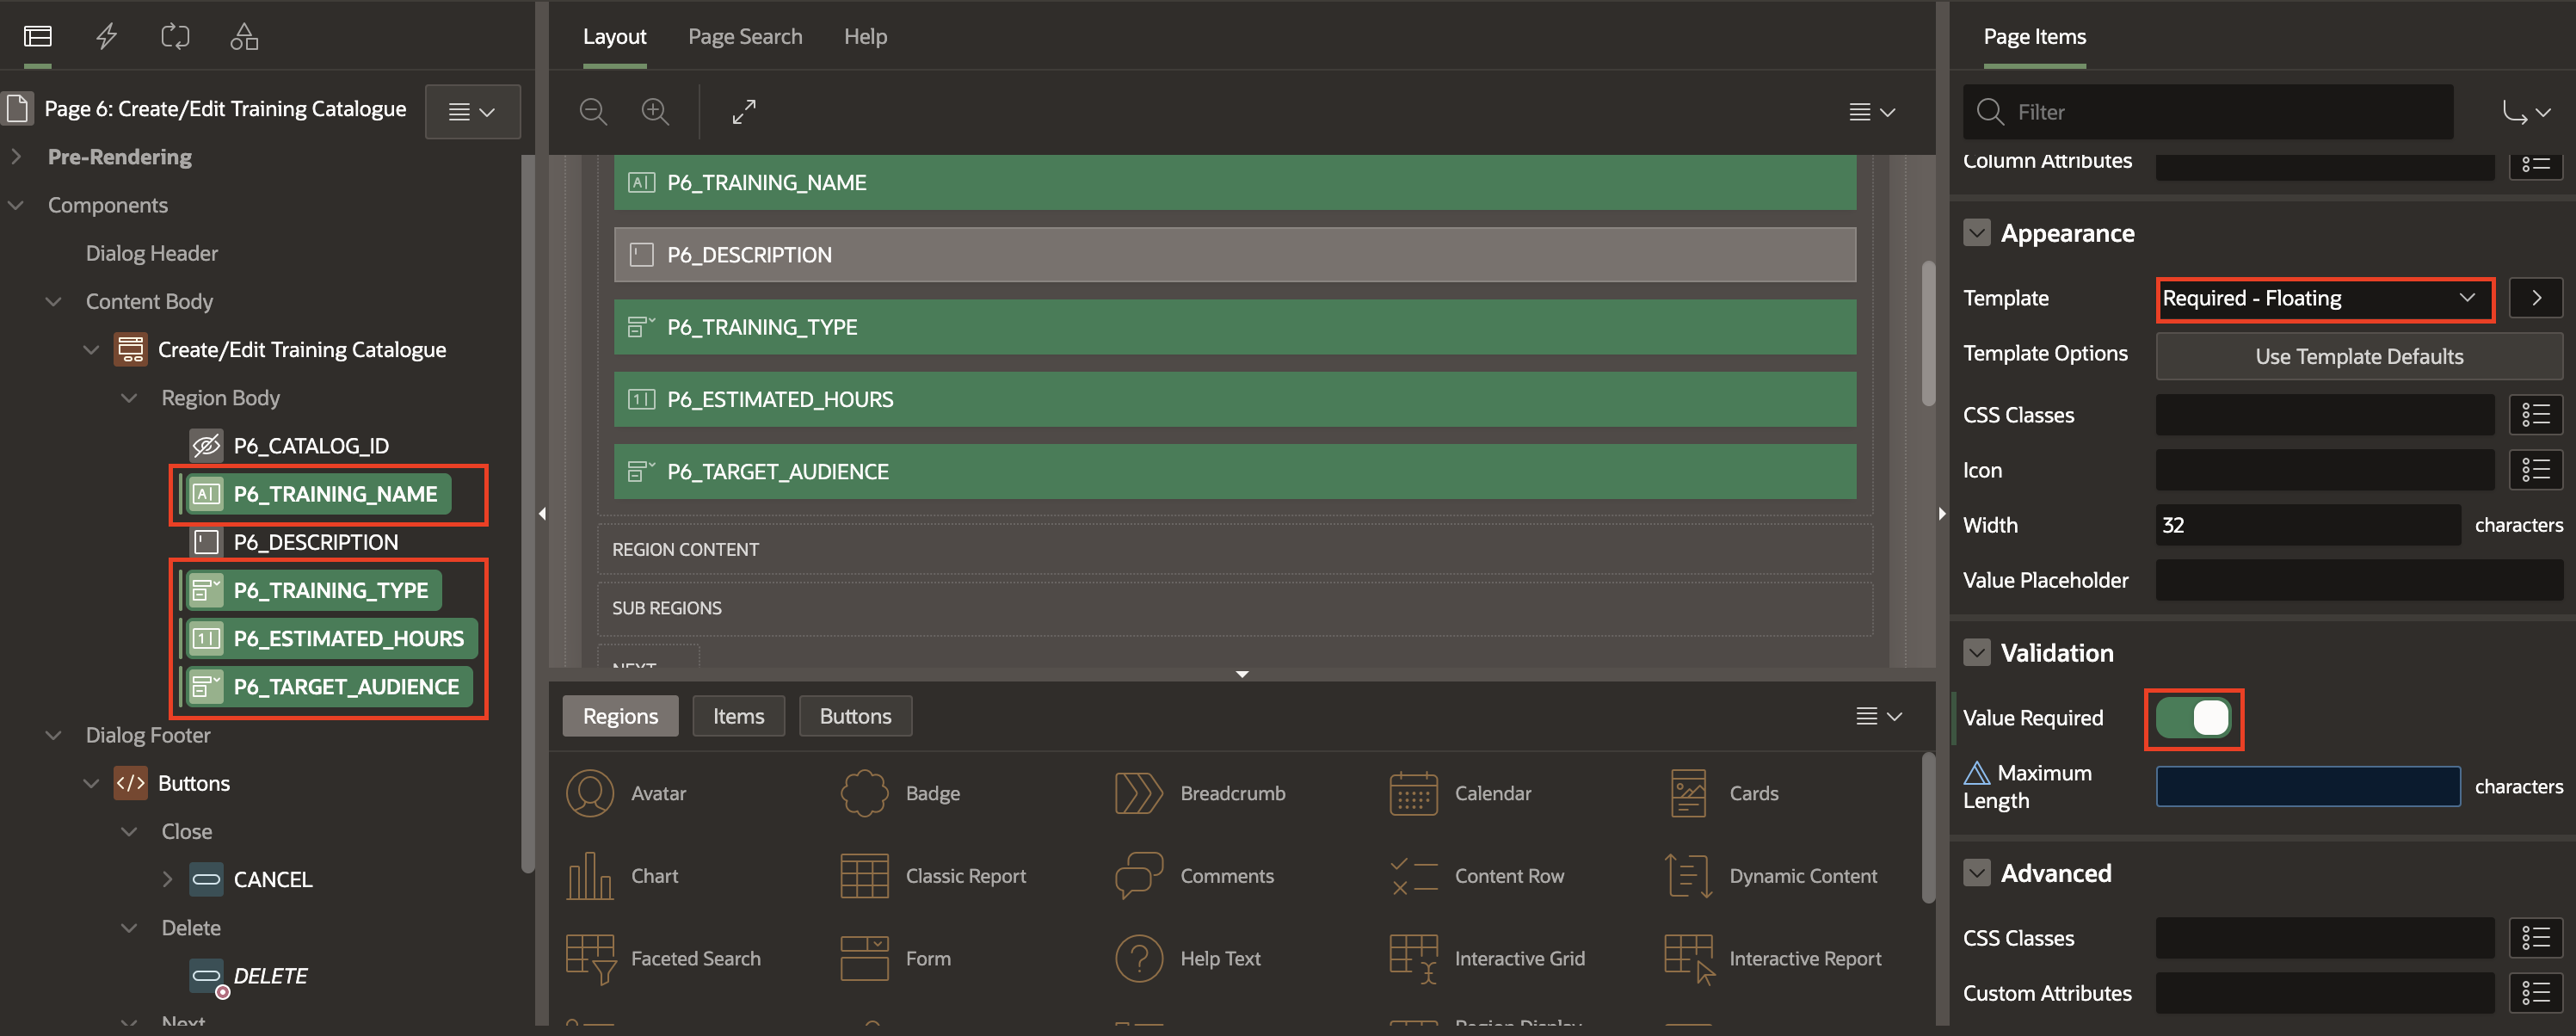 Page 6: Create/Edit Training Catalogue
Pre-Rendering
Components
Dialog Header
Content Body
Create/Edit Training Catalogue
Region Body
P6_CATALOG_ID
P6_TRAINING_NAME
P6_DESCRIPTION
P6_TRAINING_TYPE
P6_ESTIMATED_HOURS
P6_TARGET_AUDIENCE
Dialog Footer
Buttons
Close
CANCEL
Delete
DELETE
Next
Layout Page Search Help
P6_TRAINING_NAME
P6_DESCRIPTION
P6_TRAINING_TYPE
P6_ESTIMATED_HOURS
P6_TARGET_AUDIENCE
REGION CONTENT
SUB REGIONS
NEXT
Regions Items Buttons
Avatar Badge Breadcrumb Calendar Cards
Chart Classic Report Comments Content Row Dynamic Content
Faceted Search Form Help Text Interactive Grid Interactive Report
Region Display
Page Items
Filter
Column Attributes
Appearance
Template Required - Floating
Template Options Use Template Defaults
CSS Classes
Icon
Width 32 characters
Value Placeholder
Validation
Value Required
Maximum
Length characters
Advanced
CSS Classes
Custom Attributes